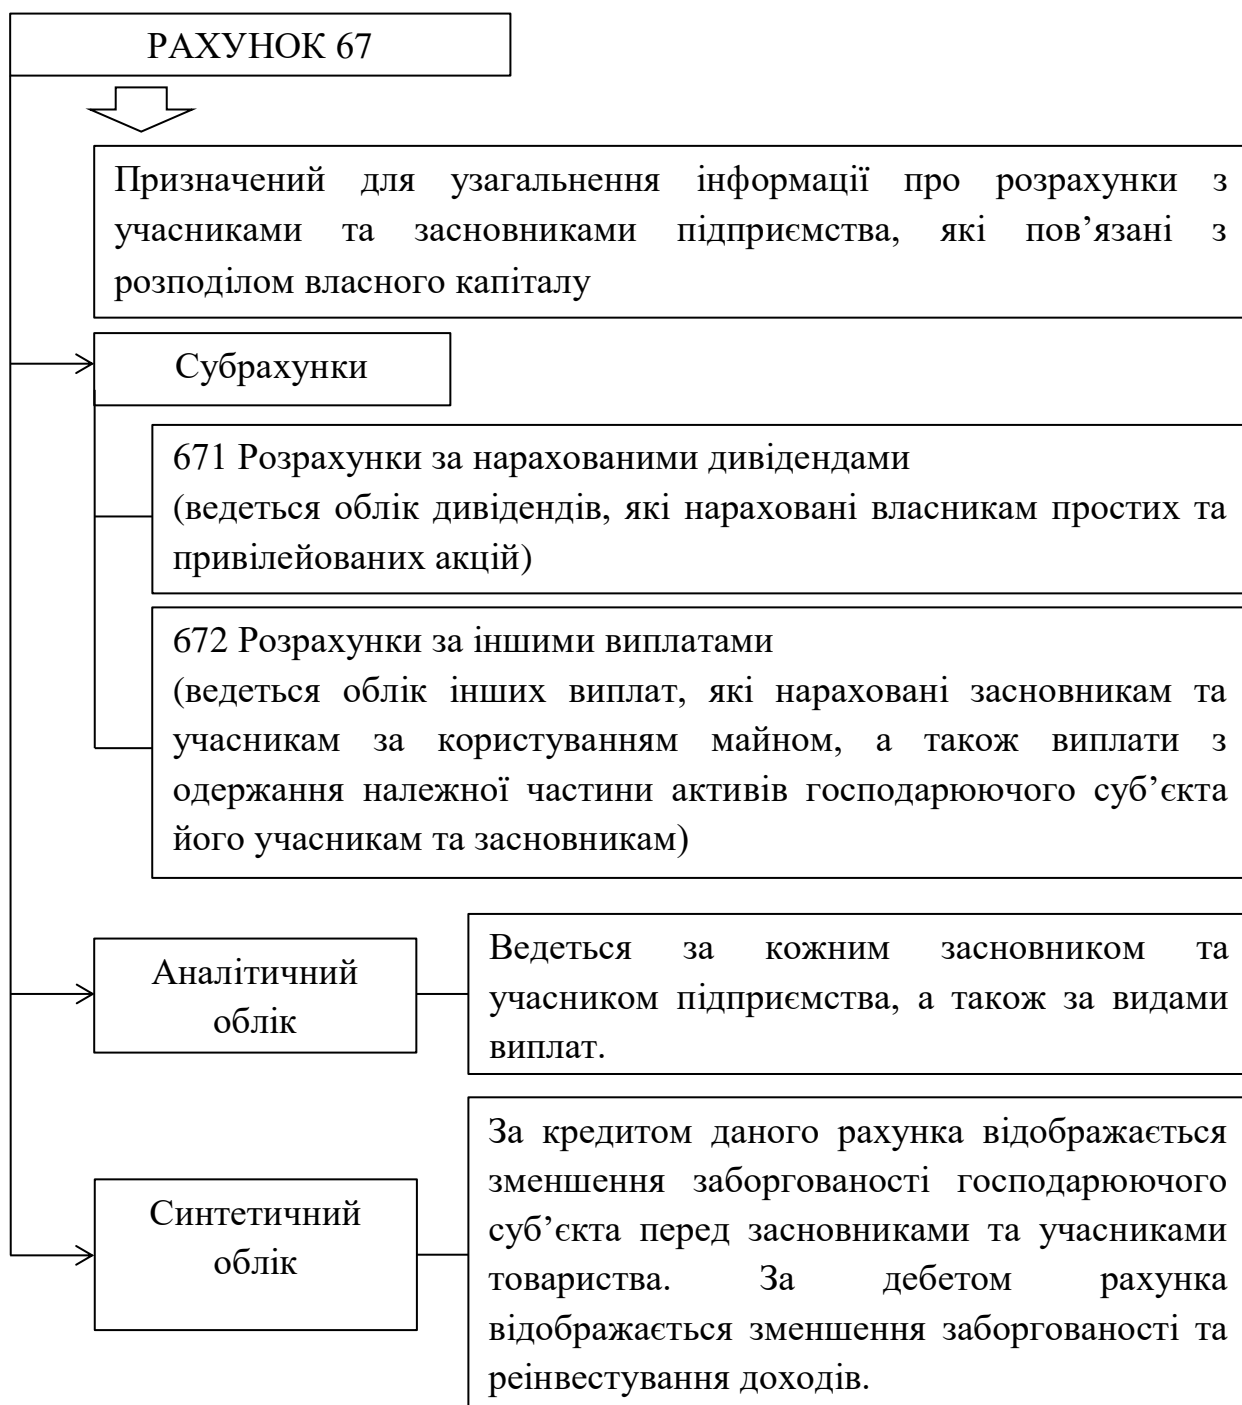 РАХУНОК 67
Призначений для узагальнення інформації про розрахунки з
учасниками та засновниками підприємства, які пов’язані з
розподілом власного капіталу
Субрахунки
671 Розрахунки за нарахованими дивідендами
(ведеться облік дивідендів, які нараховані власникам простих та
привілейованих акцій)
672 Розрахунки за іншими виплатами
(ведеться облік інших виплат, які нараховані засновникам та
учасникам за користуванням майном, а також виплати з
одержання належної частини активів господарюючого суб’єкта
його учасникам та засновникам)
Аналітичний
облік
Ведеться за кожним засновником та
учасником підприємства, а також за видами
виплат.
Синтетичний
облік
За кредитом даного рахунка відображається
зменшення заборгованості господарюючого
суб’єкта перед засновниками та учасниками
товариства. За дебетом рахунка
відображається зменшення заборгованості та
реінвестування доходів.